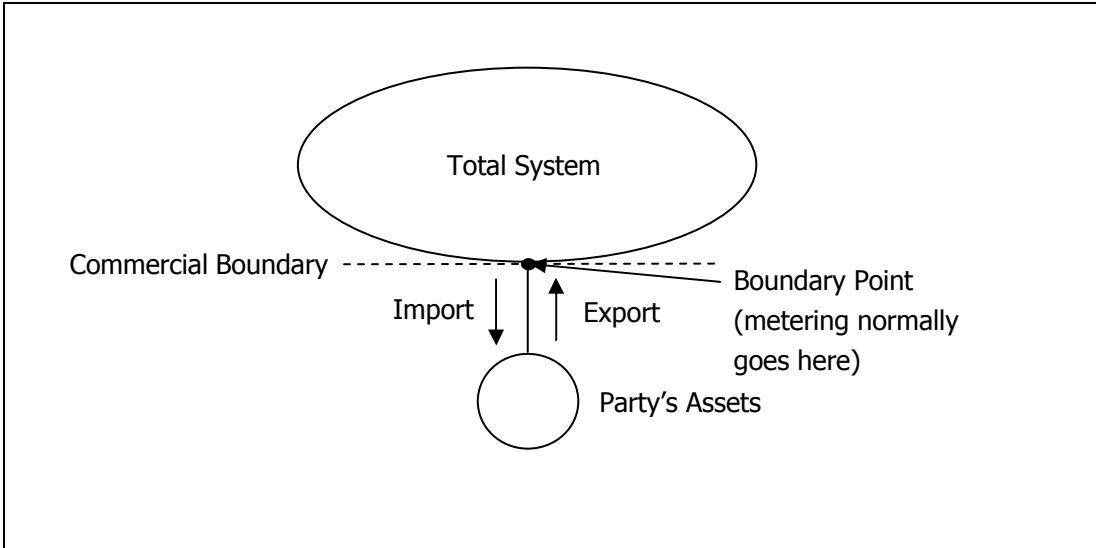 Total System
Commercial Boundary
Boundary Point
(metering normally
goes here)
Import
Export
Party’s Assets